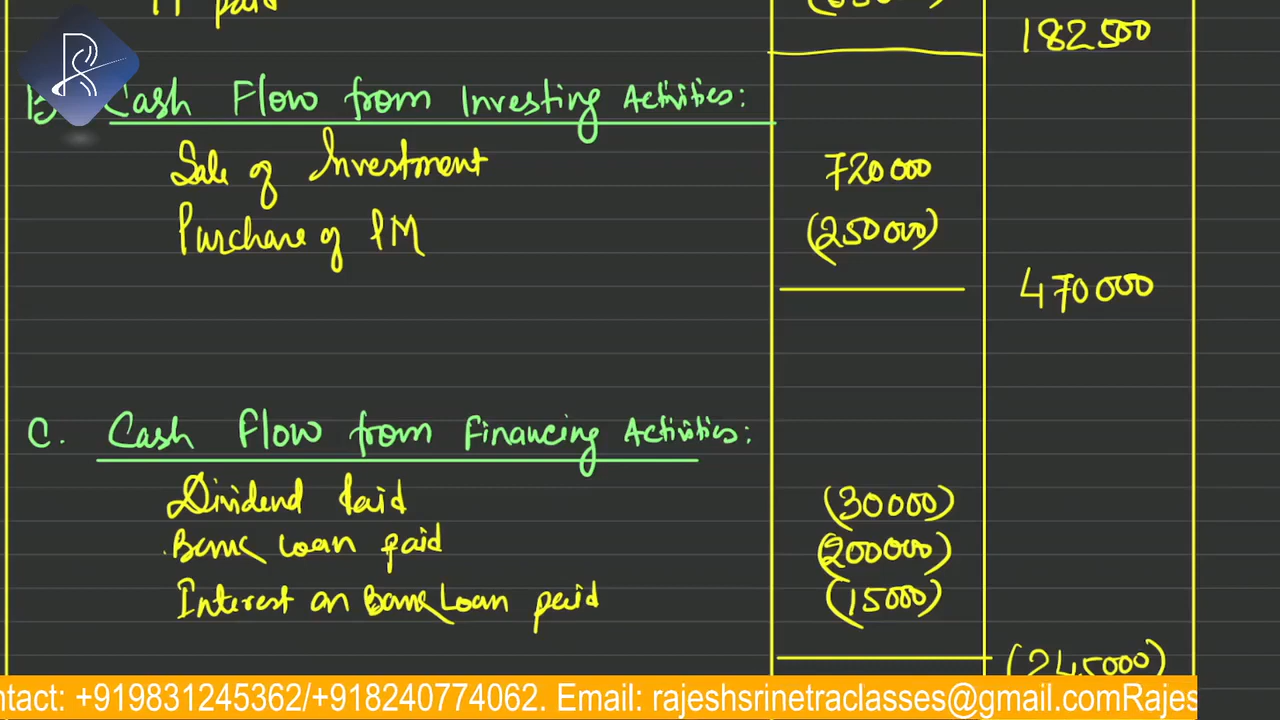 paid
182500
B. Cash Flow from Investing Activities:
Sale of Investment 720000
Purchase of PM (250000)
470000
C. Cash Flow from Financing Activities:
Dividend Paid (30000)
Bank Loan paid (200000)
Interest on Bank Loan paid (15000)
(245000)
ntact: +919831245362/+918240774062. Email: rajeshsrinetraclasses@gmail.comRajes